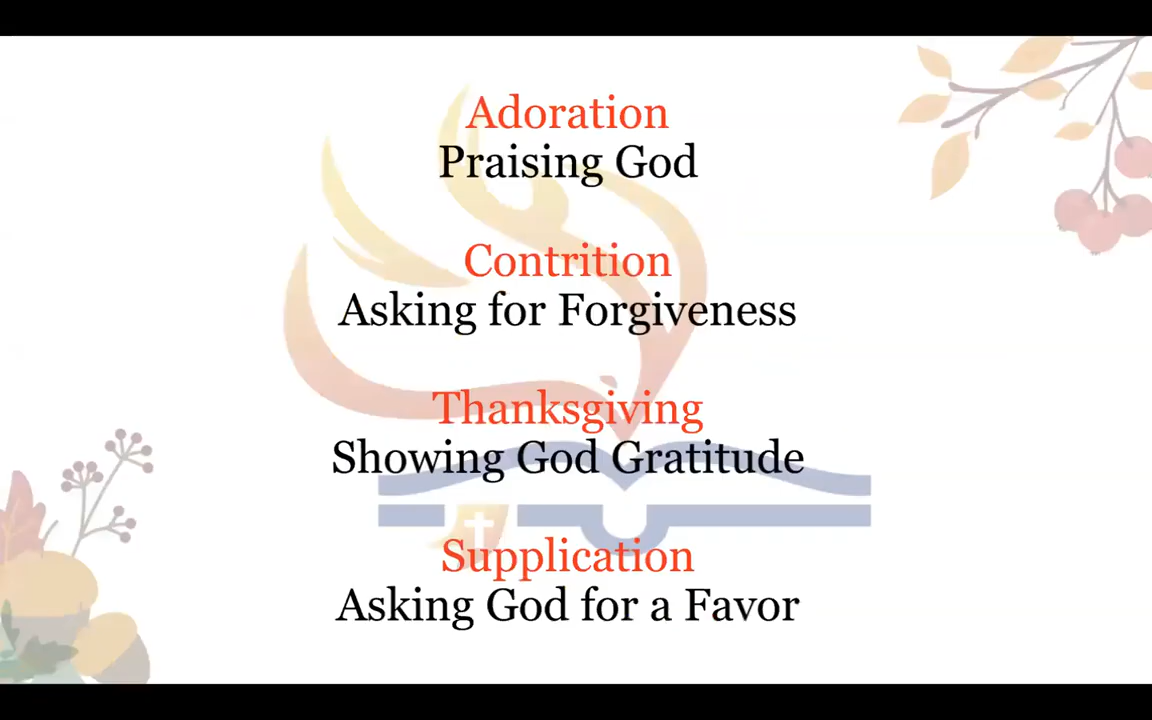 Adoration
Praising God
Contrition
Asking for Forgiveness
Thanksgiving
Showing God Gratitude
Supplication
Asking God for a Favor